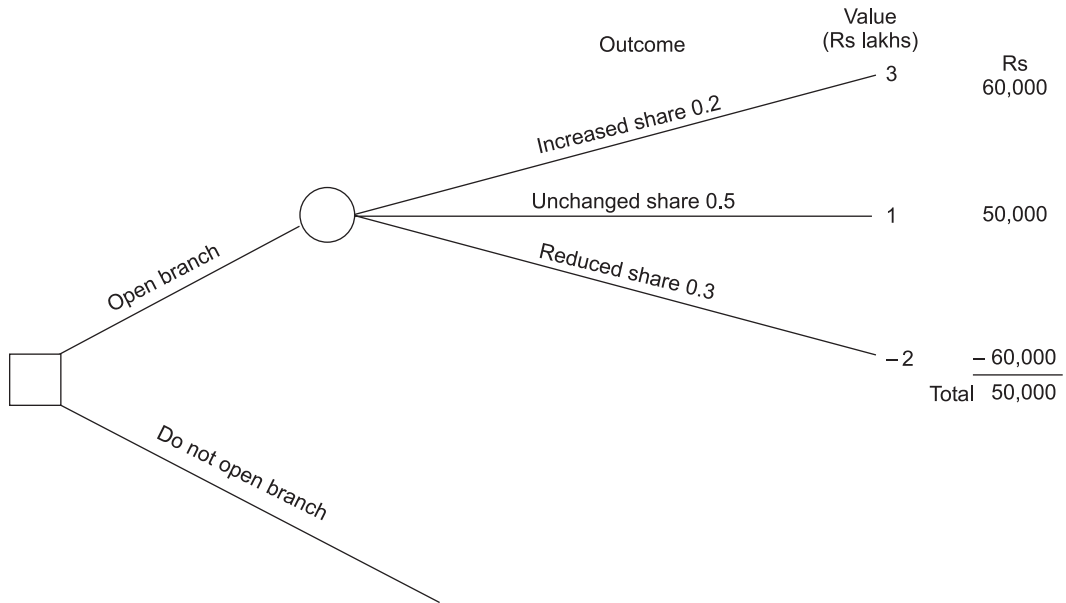 Outcome
Value
(Rs lakhs)
Rs
Increased share 0.2
3
60,000
Unchanged share 0.5
1
50,000
Reduced share 0.3
– 2
– 60,000
Total 50,000
Open branch
Do not open branch